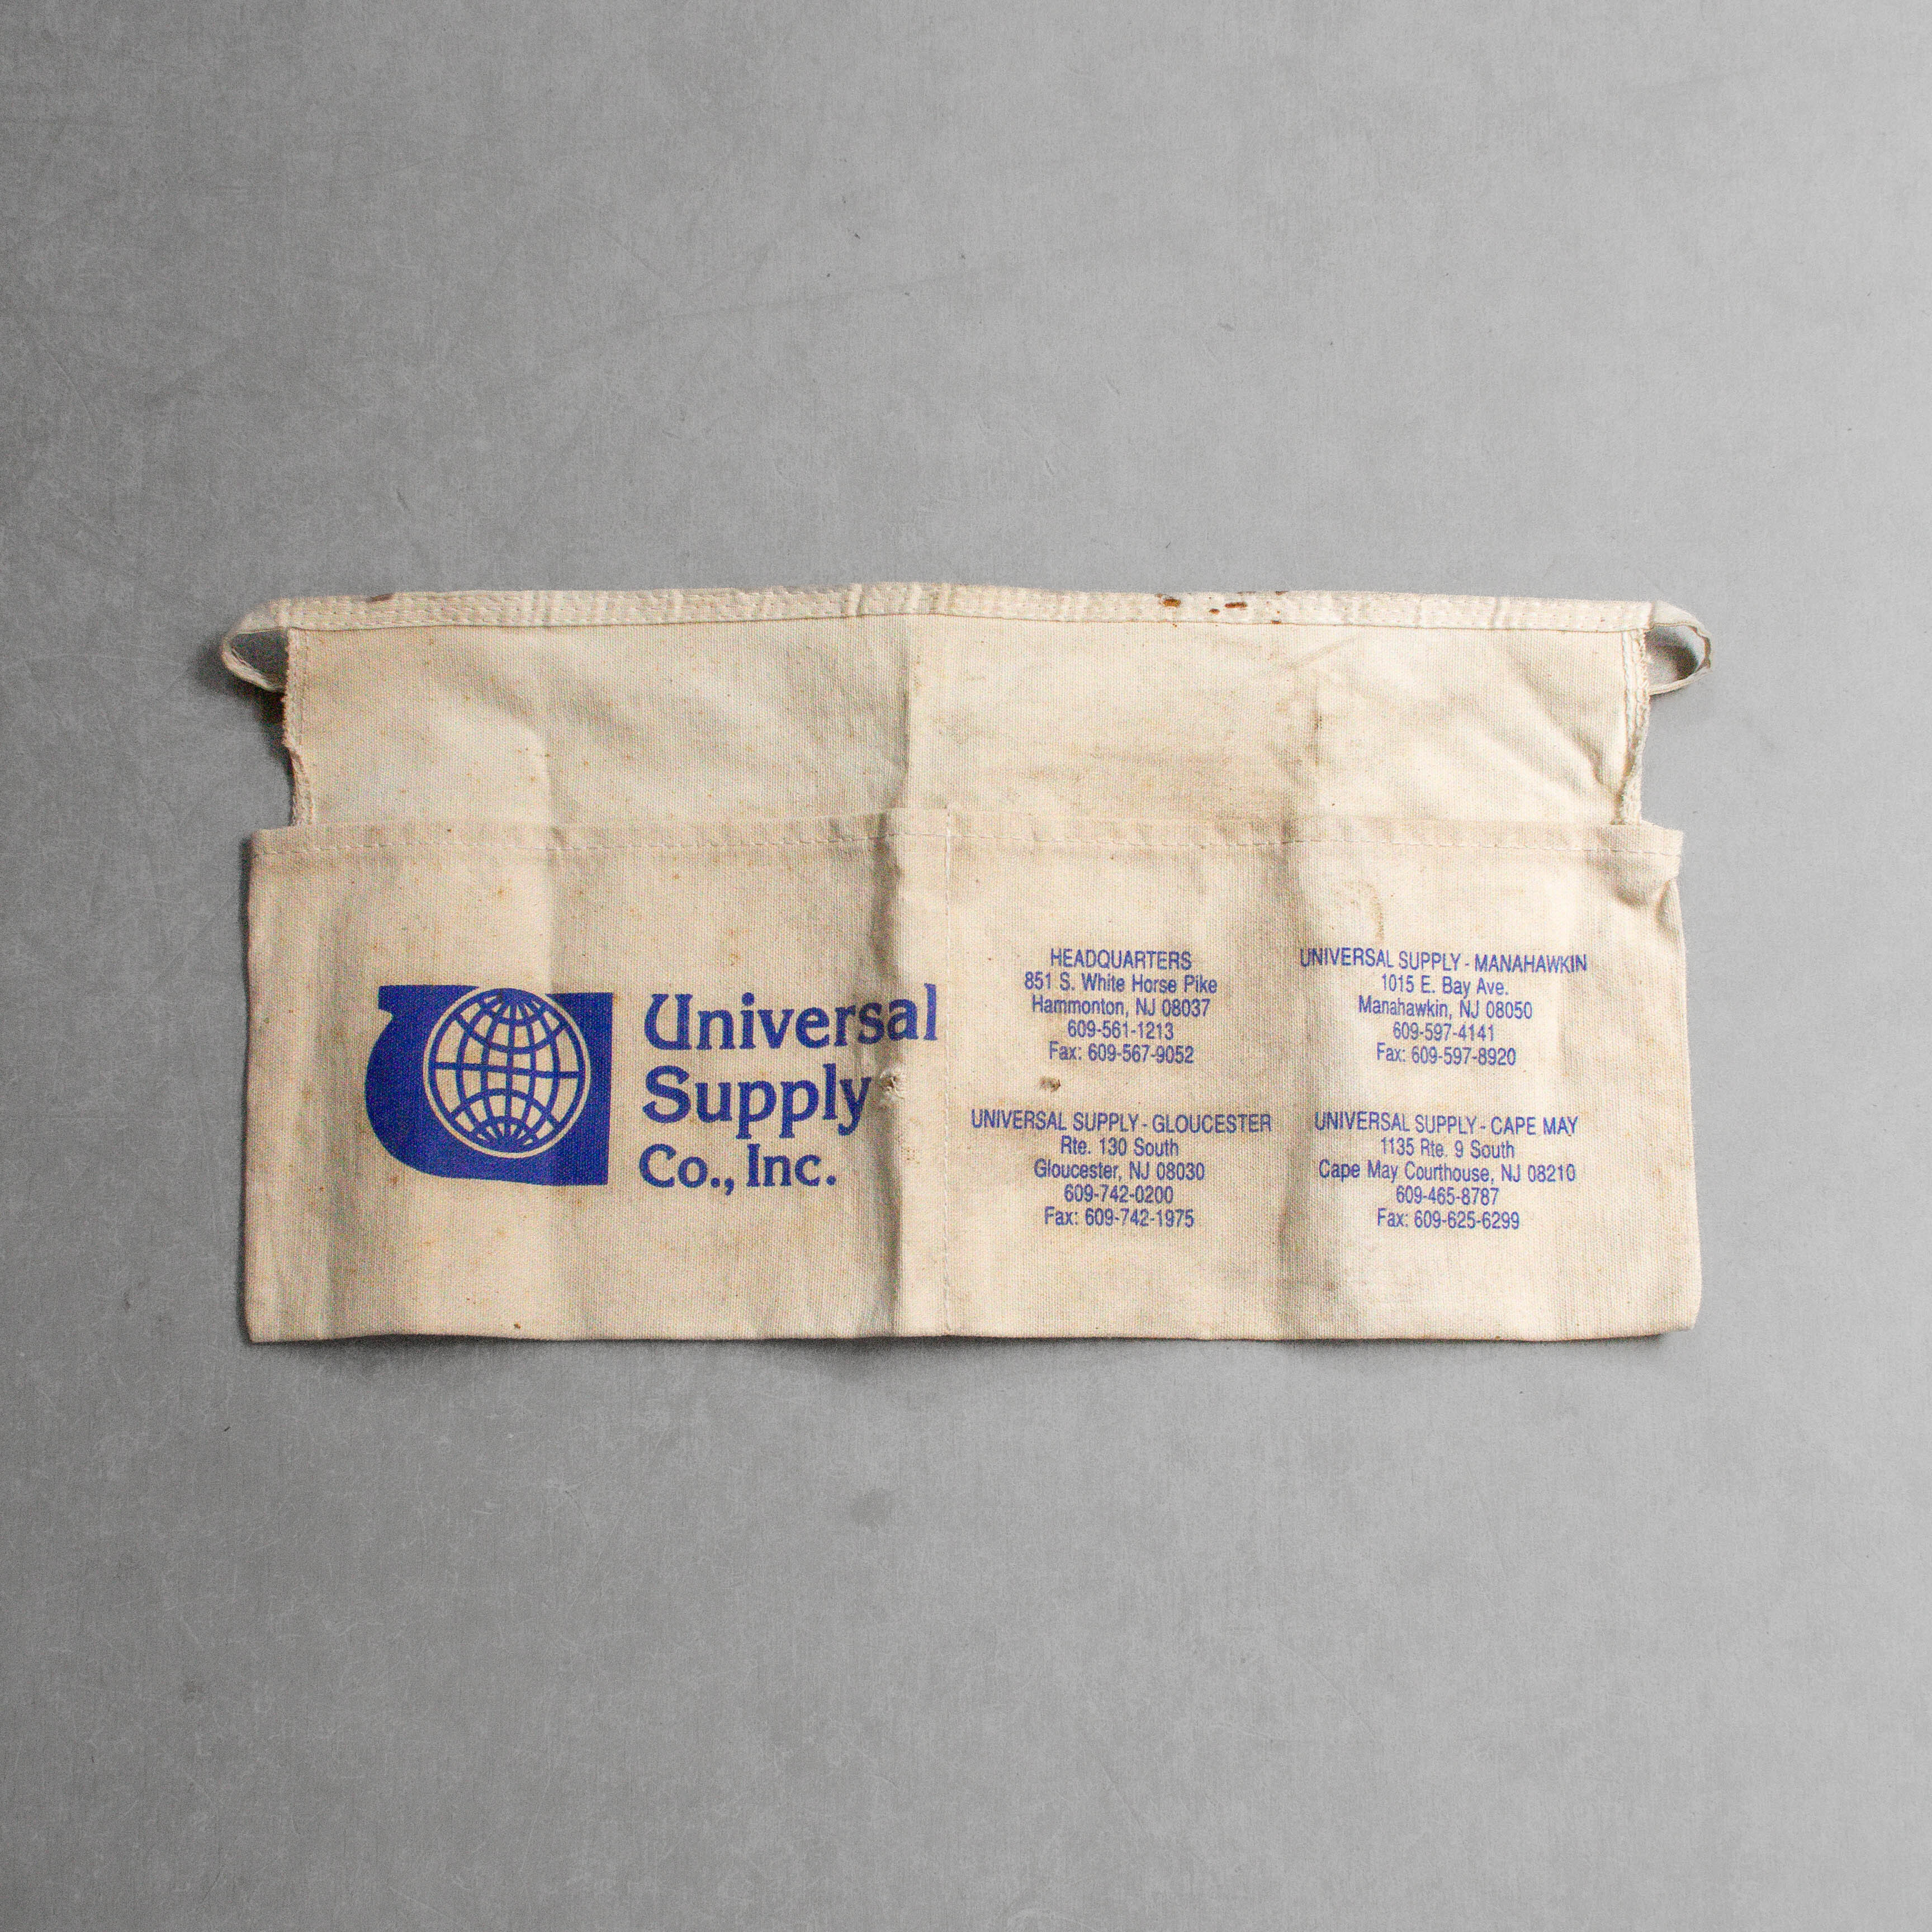 Universal
Supply
Co., Inc.
HEADQUARTERS
851 S. White Horse Pike
Hammonton, NJ 08037
609-561-1213
Fax: 609-567-9052
UNIVERSAL SUPPLY - MANAHAWKIN
1015 E. Bay Ave.
Manahawkin, NJ 08050
609-597-4141
Fax: 609-597-8920
UNIVERSAL SUPPLY - GLOUCESTER
Rte. 130 South
Gloucester, NJ 08030
609-742-0200
Fax: 609-742-1975
UNIVERSAL SUPPLY - CAPE MAY
1135 Rte. 9 South
Cape May Courthouse, NJ 08210
609-465-8787
Fax: 609-625-6299